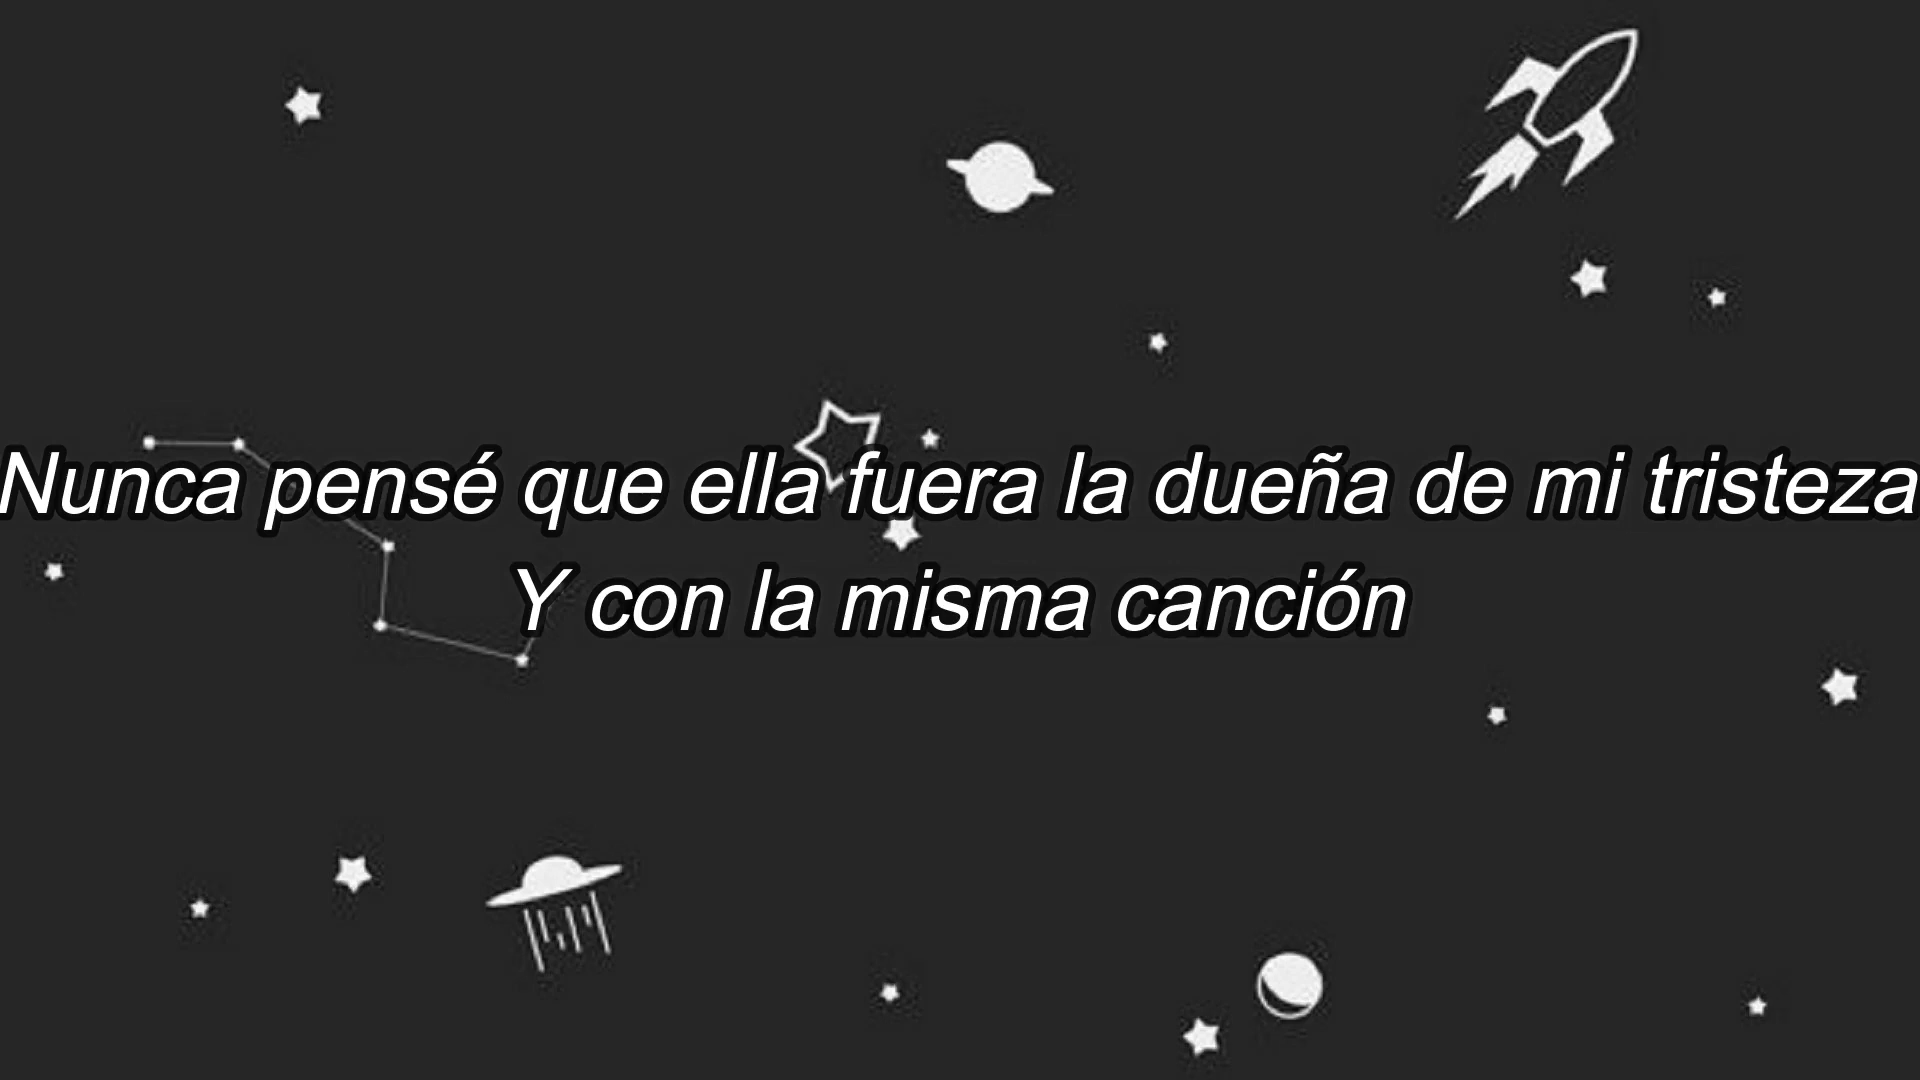 Nunca pensé que ella fuera la dueña de mi tristeza
Y con la misma canción